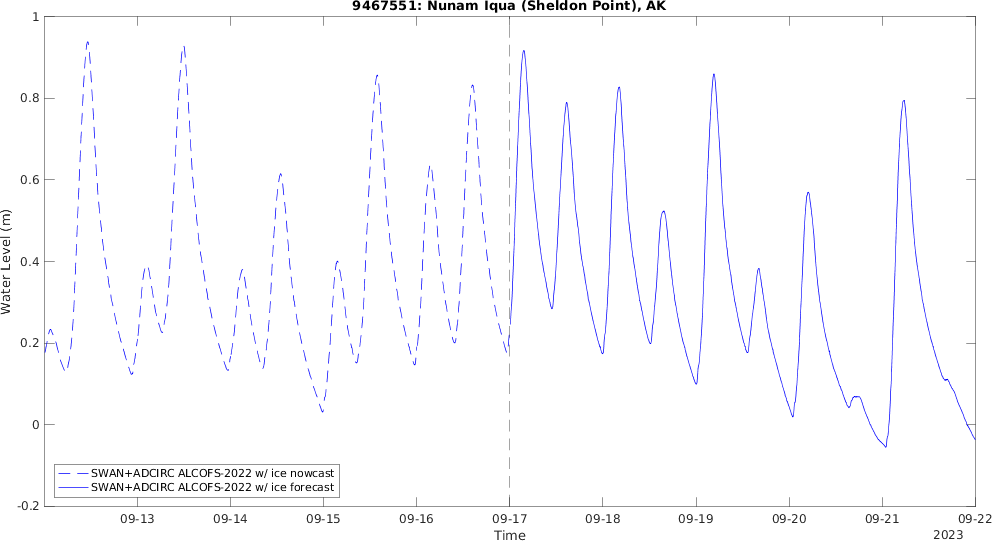 9467551: Nunam Iqua (Sheldon Point), AK
Water Level (m)
1
0.8
0.6
0.4
0.2
0
-0.2
SWAN+ADCIRC ALCOFS-2022 w/ ice nowcast
SWAN+ADCIRC ALCOFS-2022 w/ ice forecast
09-13 09-14 09-15 09-16 09-17 09-18 09-19 09-20 09-21 09-22
Time
2023